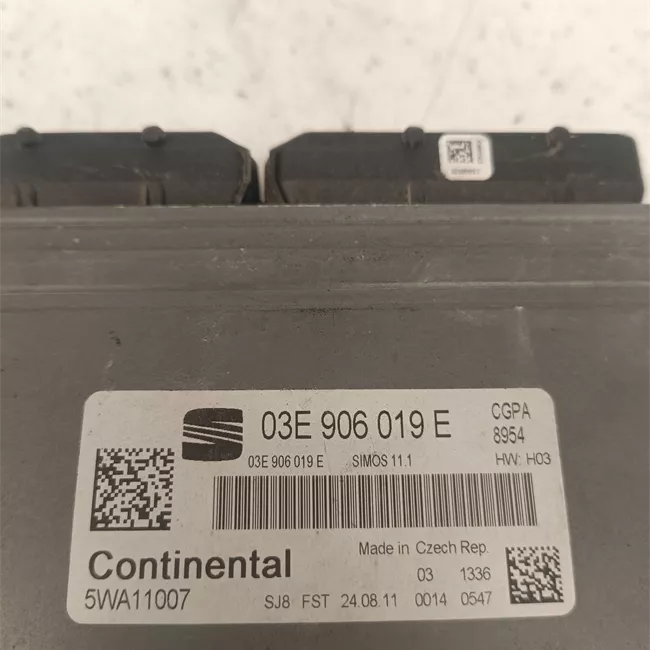 03E 906 019 E
CGPA
8954
03E 906 019 E SIMOS 11.1 HW: H03
Continental
Made in Czech Rep.
03 1336
5WA11007 SJ8 FST 24.08.11 0014 0547